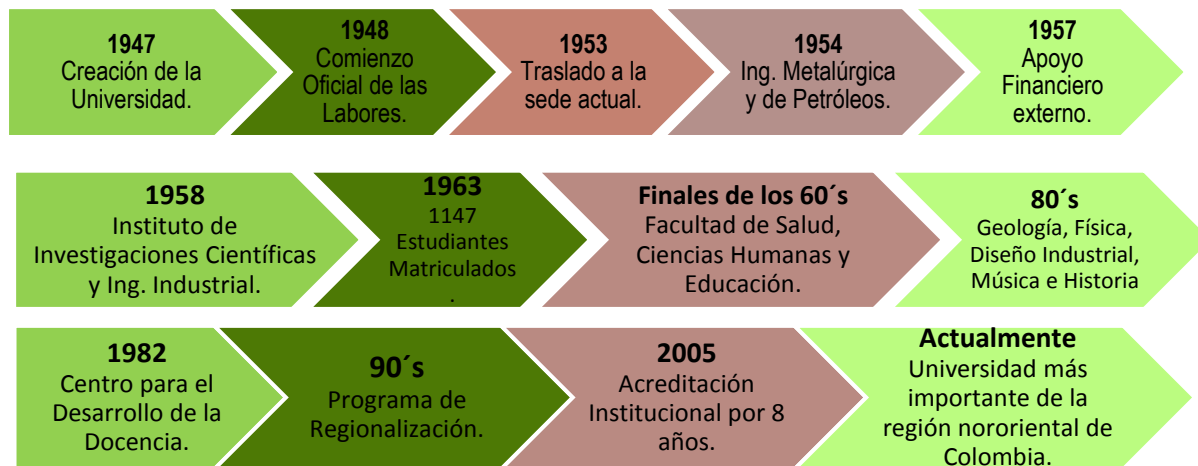 1947
Creación de la
Universidad.
1948
Comienzo
Oficial de las
Labores.
1953
Traslado a la
sede actual.
1954
Ing. Metalúrgica
y de Petróleos.
1957
Apoyo
Financiero
externo.
1958
Instituto de
Investigaciones Científicas
y Ing. Industrial.
1963
1147
Estudiantes
Matriculados
.
Finales de los 60´s
Facultad de Salud,
Ciencias Humanas y
Educación.
80´s
Geología, Física,
Diseño Industrial,
Música e Historia
1982
Centro para el
Desarrollo de la
Docencia.
90´s
Programa de
Regionalización.
2005
Acreditación
Institucional por 8
años.
Actualmente
Universidad más
importante de la
región nororiental de
Colombia.